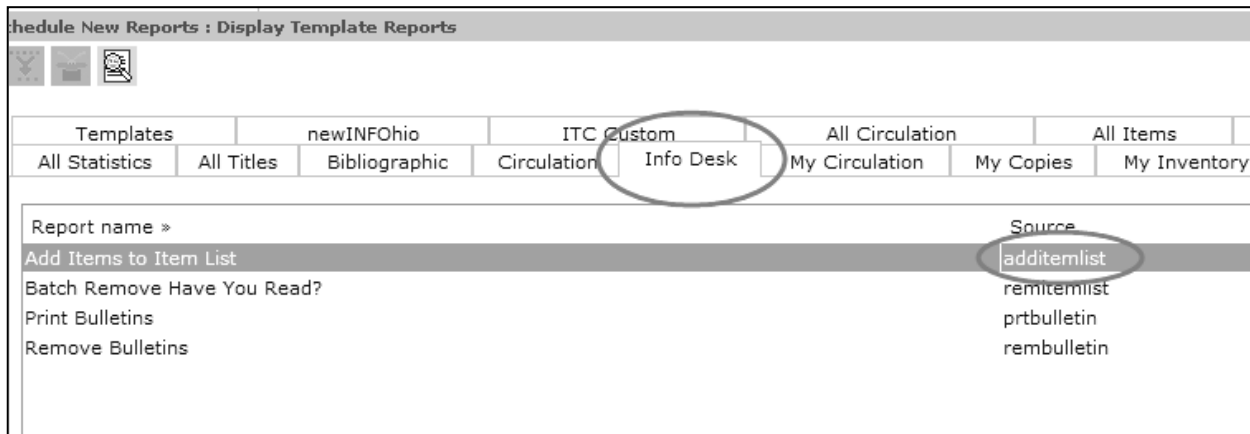 chedule New Reports : Display Template Reports
Templates newINFOhio ITC Custom All Circulation All Items
All Statistics All Titles Bibliographic Circulation Info Desk My Circulation My Copies My Inventory
Report name » Source
Add Items to Item List additemlist
Batch Remove Have You Read? remitemlist
Print Bulletins prtbulletin
Remove Bulletins rembulletin